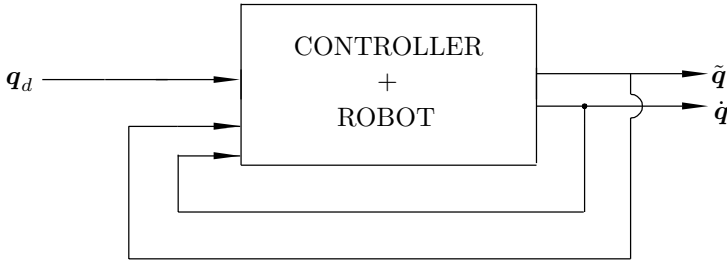 CONTROLLER
+
ROBOT
q_d
q̃
q̇